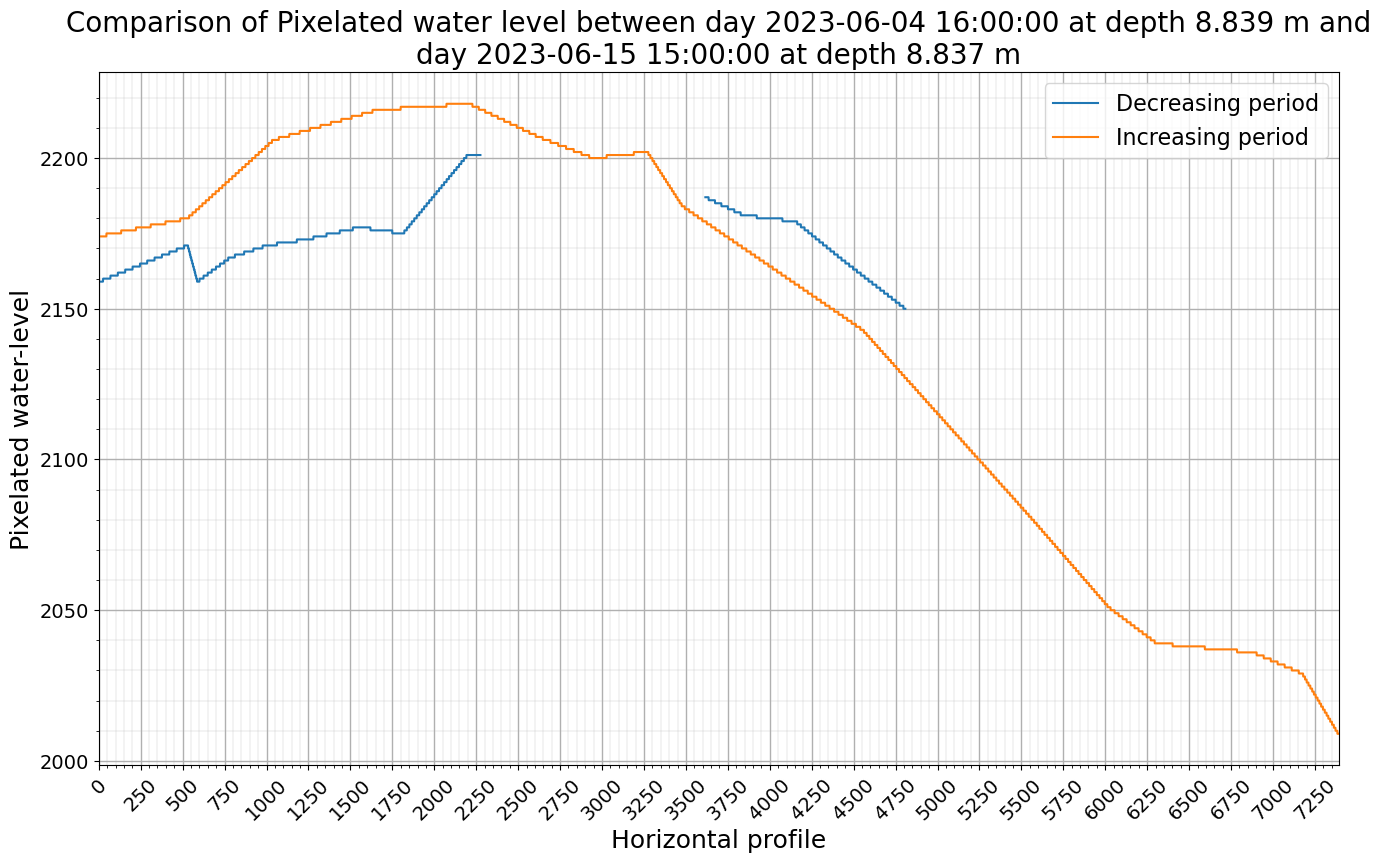 Comparison of Pixelated water level between day 2023-06-04 16:00:00 at depth 8.839 m and
day 2023-06-15 15:00:00 at depth 8.837 m
Decreasing period
Increasing period
Pixelated water-level
2200
2150
2100
2050
2000
0 250 500 750 1000 1250 1500 1750 2000 2250 2500 2750 3000 3250 3500 3750 4000 4250 4500 4750 5000 5250 5500 5750 6000 6250 6500 6750 7000 7250
Horizontal profile